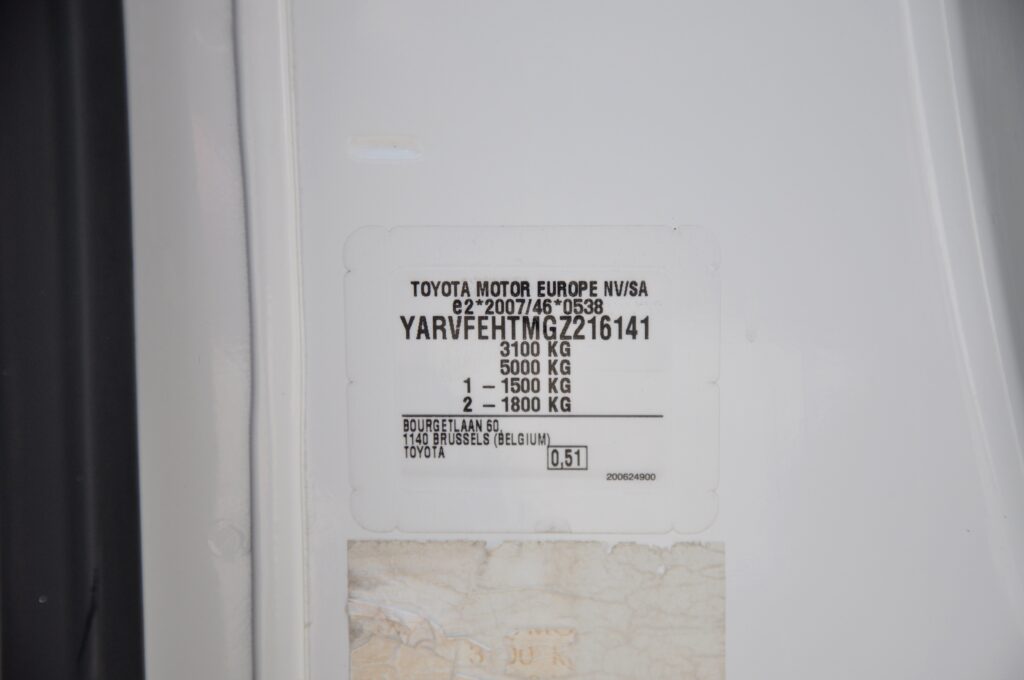 TOYOTA MOTOR EUROPE NV/SA
e2*2007/46*0538
YARVFEHTMGZ216141
3100 KG
5000 KG
1 – 1500 KG
2 – 1800 KG
BOURGETLAAN 60,
1140 BRUSSELS (BELGIUM)
TOYOTA
0,51
200624900